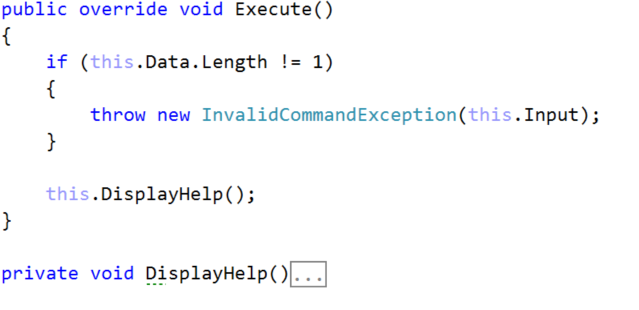 public override void Execute()
{
    if (this.Data.Length != 1)
    {
        throw new InvalidCommandException(this.Input);
    }

    this.DisplayHelp();
}

private void DisplayHelp()...